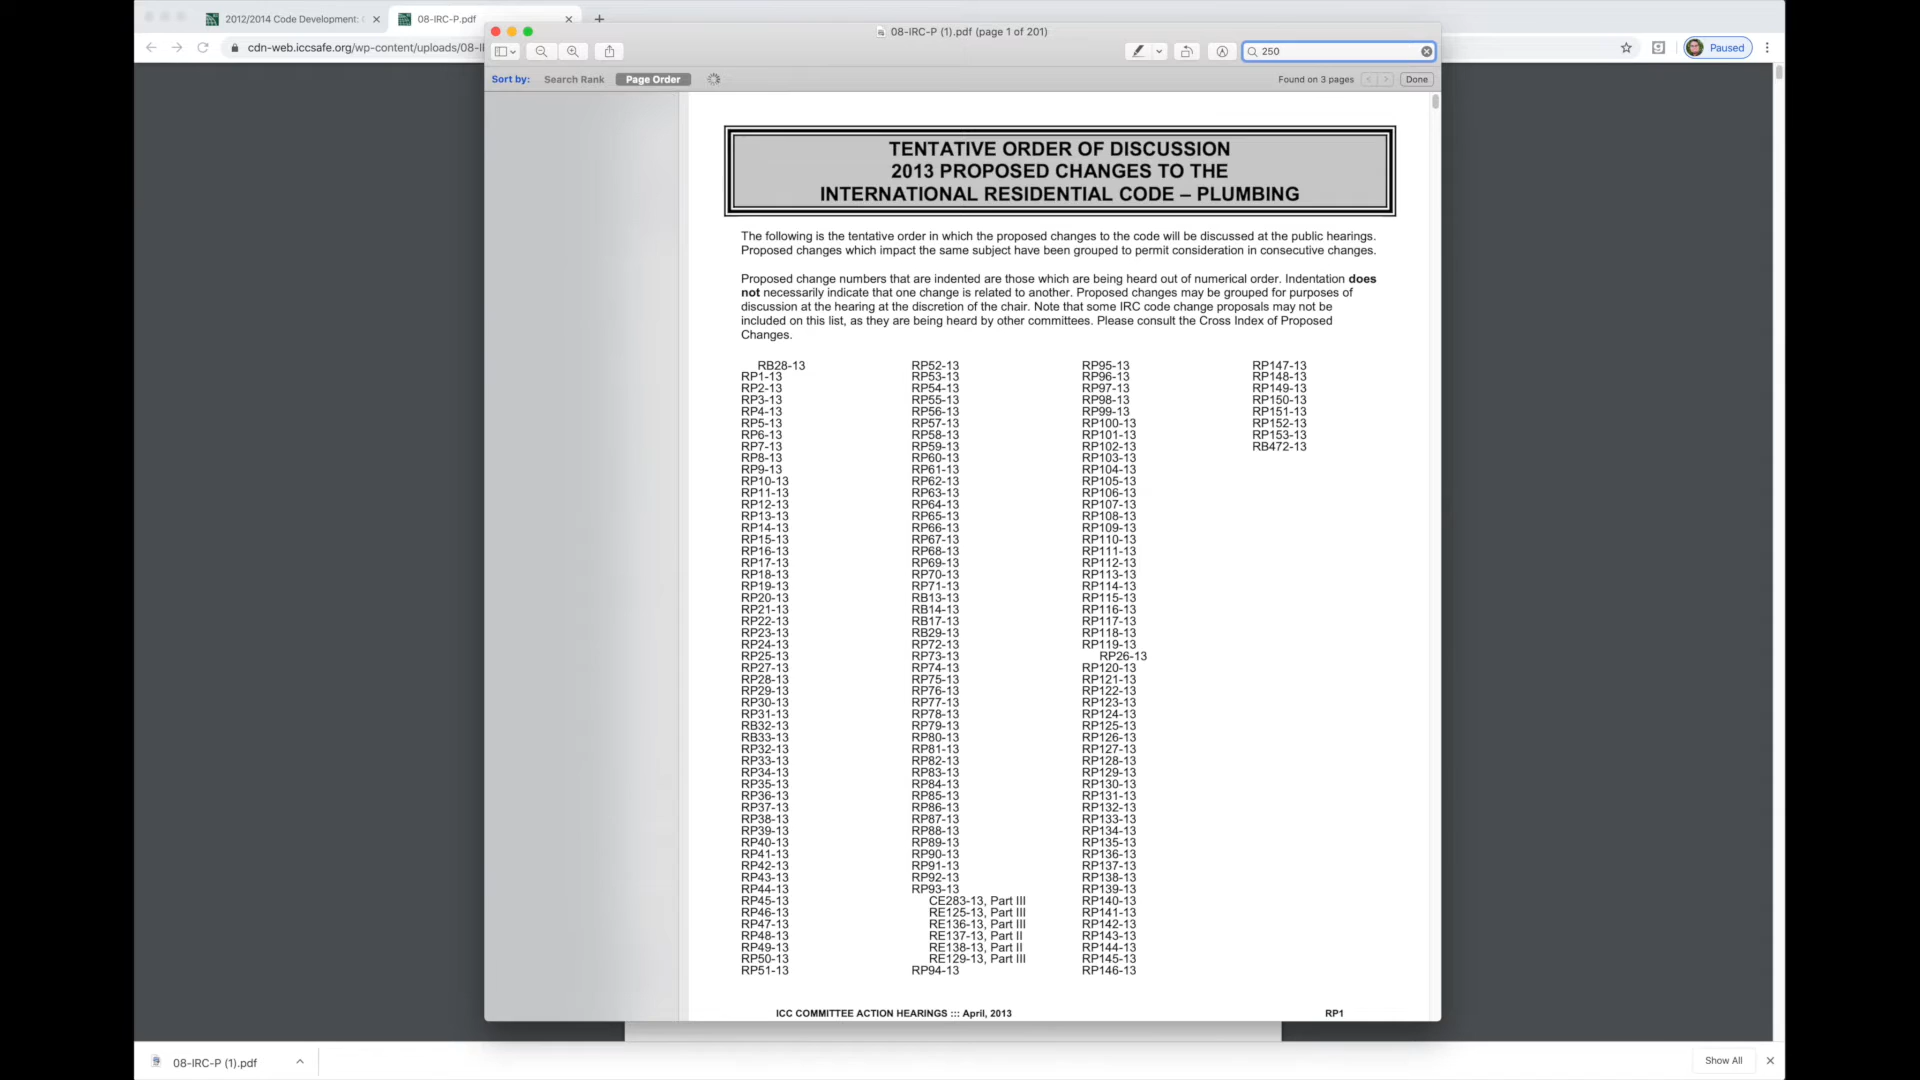 2012/2014 Code Development:
08-IRC-P.pdf
cdn-web.iccsafe.org/wp-content/uploads/08-I
Paused
08-IRC-P (1).pdf (page 1 of 201)
250
Sort by: Search Rank Page Order
Found on 3 pages
Done
TENTATIVE ORDER OF DISCUSSION
2013 PROPOSED CHANGES TO THE
INTERNATIONAL RESIDENTIAL CODE – PLUMBING
The following is the tentative order in which the proposed changes to the code will be discussed at the public hearings.
Proposed changes which impact the same subject have been grouped to permit consideration in consecutive changes.
Proposed change numbers that are indented are those which are being heard out of numerical order. Indentation does
not necessarily indicate that one change is related to another. Proposed changes may be grouped for purposes of
discussion at the hearing at the discretion of the chair. Note that some IRC code change proposals may not be
included on this list, as they are being heard by other committees. Please consult the Cross Index of Proposed
Changes.
RB28-13
RP1-13
RP2-13
RP3-13
RP4-13
RP5-13
RP6-13
RP7-13
RP8-13
RP9-13
RP10-13
RP11-13
RP12-13
RP13-13
RP14-13
RP15-13
RP16-13
RP17-13
RP18-13
RP19-13
RP20-13
RP21-13
RP22-13
RP23-13
RP24-13
RP25-13
RP27-13
RP28-13
RP29-13
RP30-13
RP31-13
RB32-13
RB33-13
RP32-13
RP33-13
RP34-13
RP35-13
RP36-13
RP37-13
RP38-13
RP39-13
RP40-13
RP41-13
RP42-13
RP43-13
RP44-13
RP45-13
RP46-13
RP47-13
RP48-13
RP49-13
RP50-13
RP51-13
RP52-13
RP53-13
RP54-13
RP55-13
RP56-13
RP57-13
RP58-13
RP59-13
RP60-13
RP61-13
RP62-13
RP63-13
RP64-13
RP65-13
RP66-13
RP67-13
RP68-13
RP69-13
RP70-13
RP71-13
RB13-13
RB14-13
RB17-13
RB29-13
RP72-13
RP73-13
RP74-13
RP75-13
RP76-13
RP77-13
RP78-13
RP79-13
RP80-13
RP81-13
RP82-13
RP83-13
RP84-13
RP85-13
RP86-13
RP87-13
RP88-13
RP89-13
RP90-13
RP91-13
RP92-13
RP93-13
CE283-13, Part III
RE125-13, Part III
RE136-13, Part III
RE137-13, Part II
RE138-13, Part II
RE129-13, Part III
RP94-13
RP95-13
RP96-13
RP97-13
RP98-13
RP99-13
RP100-13
RP101-13
RP102-13
RP103-13
RP104-13
RP105-13
RP106-13
RP107-13
RP108-13
RP109-13
RP110-13
RP111-13
RP112-13
RP113-13
RP114-13
RP115-13
RP116-13
RP117-13
RP118-13
RP119-13
RP26-13
RP120-13
RP121-13
RP122-13
RP123-13
RP124-13
RP125-13
RP126-13
RP127-13
RP128-13
RP129-13
RP130-13
RP131-13
RP132-13
RP133-13
RP134-13
RP135-13
RP136-13
RP137-13
RP138-13
RP139-13
RP140-13
RP141-13
RP142-13
RP143-13
RP144-13
RP145-13
RP146-13
RP147-13
RP148-13
RP149-13
RP150-13
RP151-13
RP152-13
RP153-13
RB472-13
ICC COMMITTEE ACTION HEARINGS ::: April, 2013 RP1
08-IRC-P (1).pdf
Show All